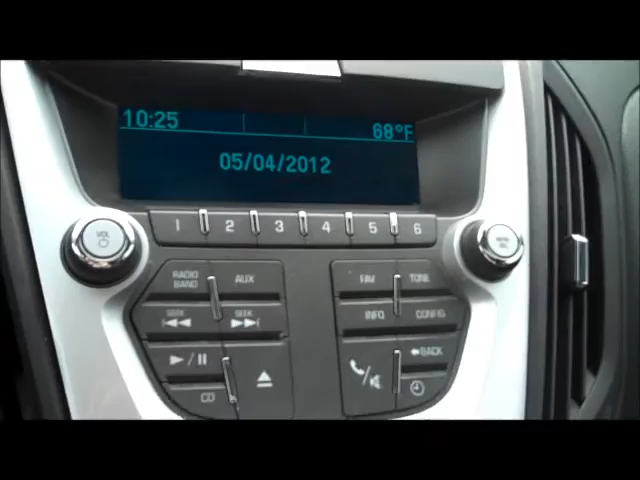 10:25
68°F
05/04/2012
1 2 3 4 5 6
VOL
RADIO BAND AUX
FAV TONE
SEEK SEEK
INFO CONFIG
BACK
CD